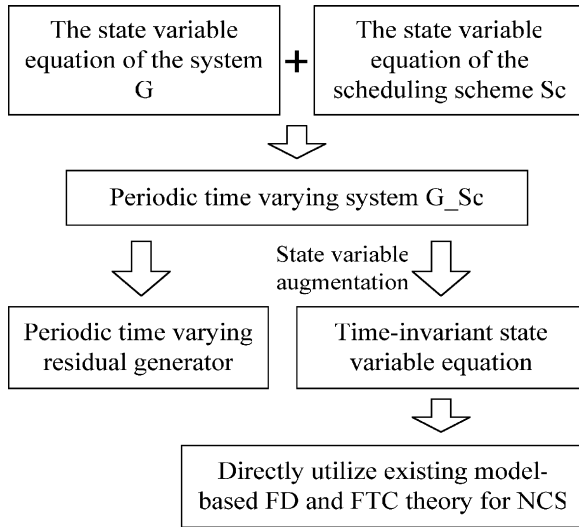 The state variable
equation of the system
G
+
The state variable
equation of the
scheduling scheme Sc
Periodic time varying system G_Sc
State variable
augmentation
Periodic time varying
residual generator
Time-invariant state
variable equation
Directly utilize existing model-
based FD and FTC theory for NCS